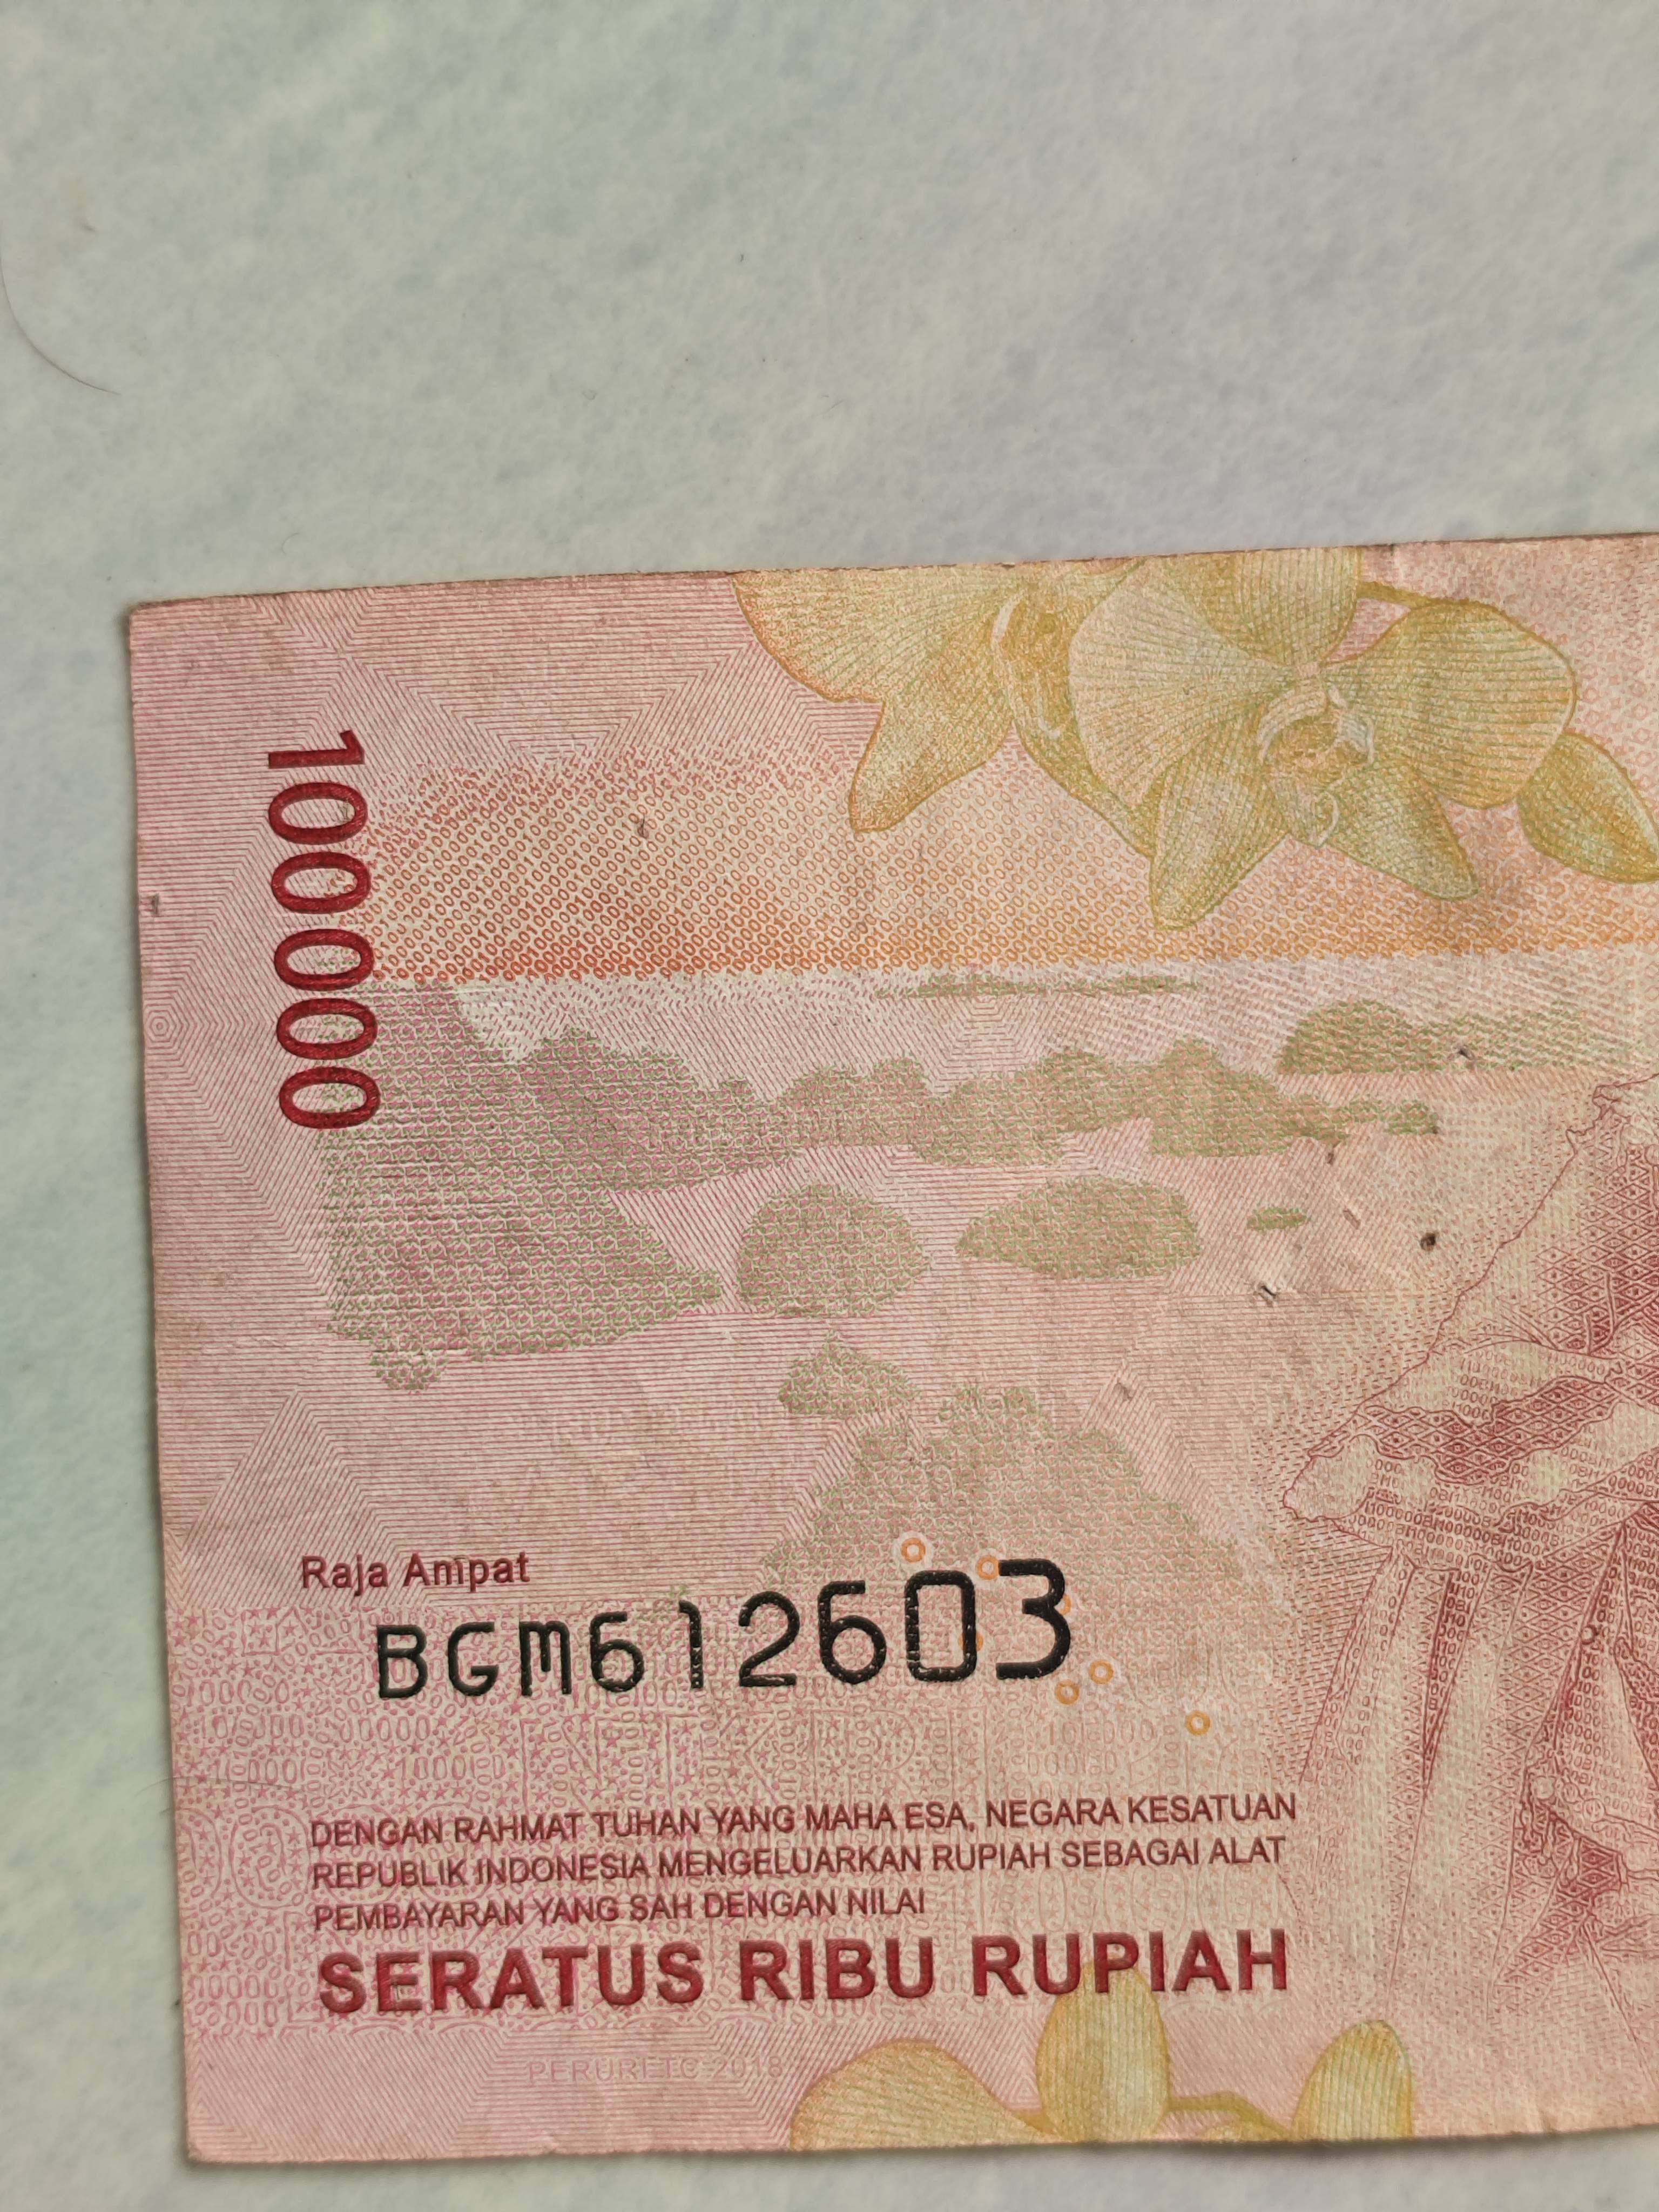 100000
Raja Ampat
BGM612603
DENGAN RAHMAT TUHAN YANG MAHA ESA, NEGARA KESATUAN
REPUBLIK INDONESIA MENGELUARKAN RUPIAH SEBAGAI ALAT
PEMBAYARAN YANG SAH DENGAN NILAI
SERATUS RIBU RUPIAH
PERURI TC 2018